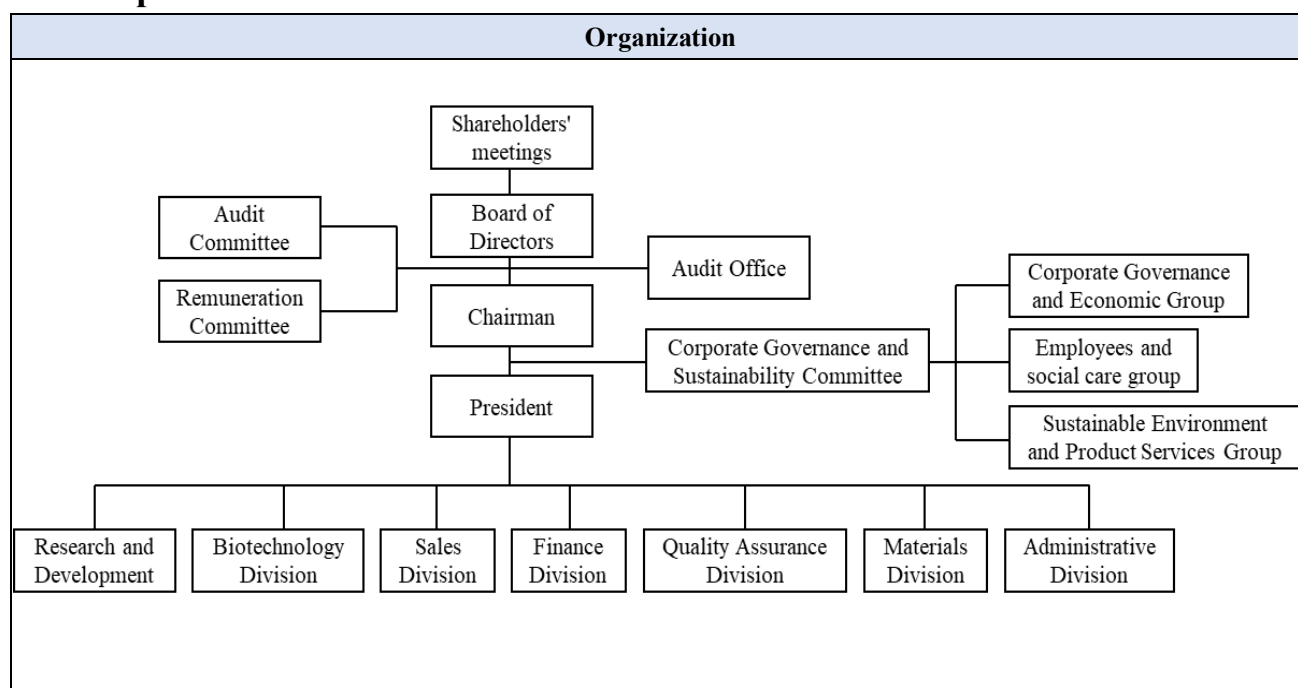 Organization
Shareholders'
meetings
Audit
Committee
Board of
Directors
Audit Office
Remuneration
Committee
Chairman
Corporate Governance
and Economic Group
Corporate Governance and
Sustainability Committee
Employees and
social care group
President
Sustainable Environment
and Product Services Group
Research and
Development
Biotechnology
Division
Sales
Division
Finance
Division
Quality Assurance
Division
Materials
Division
Administrative
Division